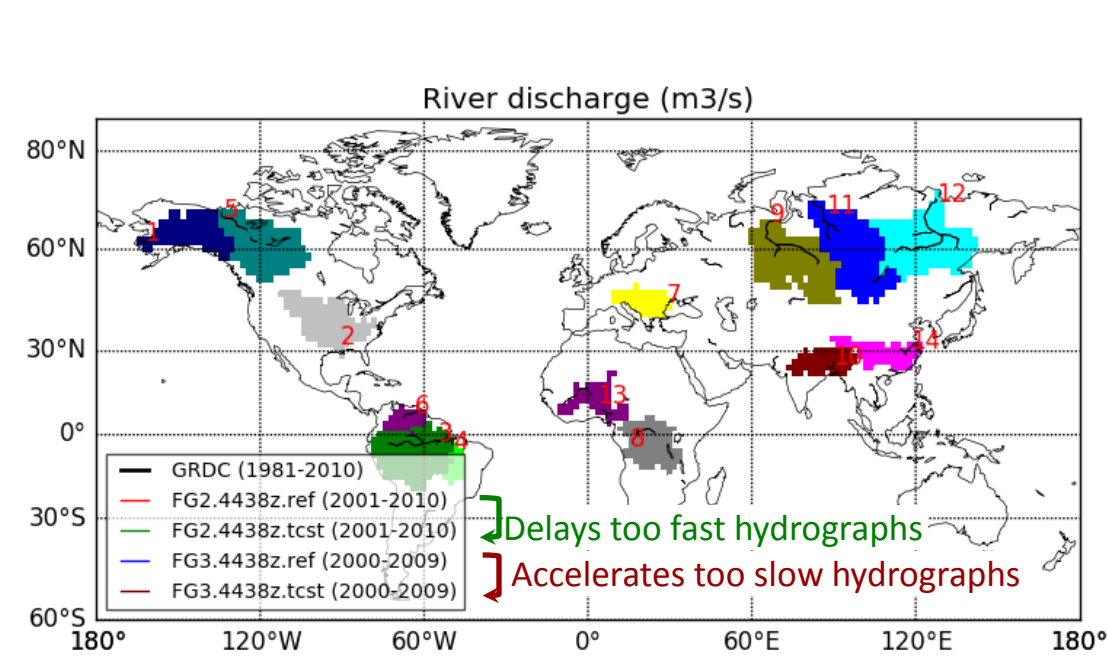 River discharge (m3/s)
80°N
60°N
30°N
0°
30°S
60°S
180°
120°W
60°W
0°
60°E
120°E
180°
1
5
2
6
3
4
13
8
7
9
11
12
10
14
GRDC (1981-2010)
FG2.4438z.ref (2001-2010)
FG2.4438z.tcst (2001-2010)
FG3.4438z.ref (2000-2009)
FG3.4438z.tcst (2000-2009)
Delays too fast hydrographs
Accelerates too slow hydrographs